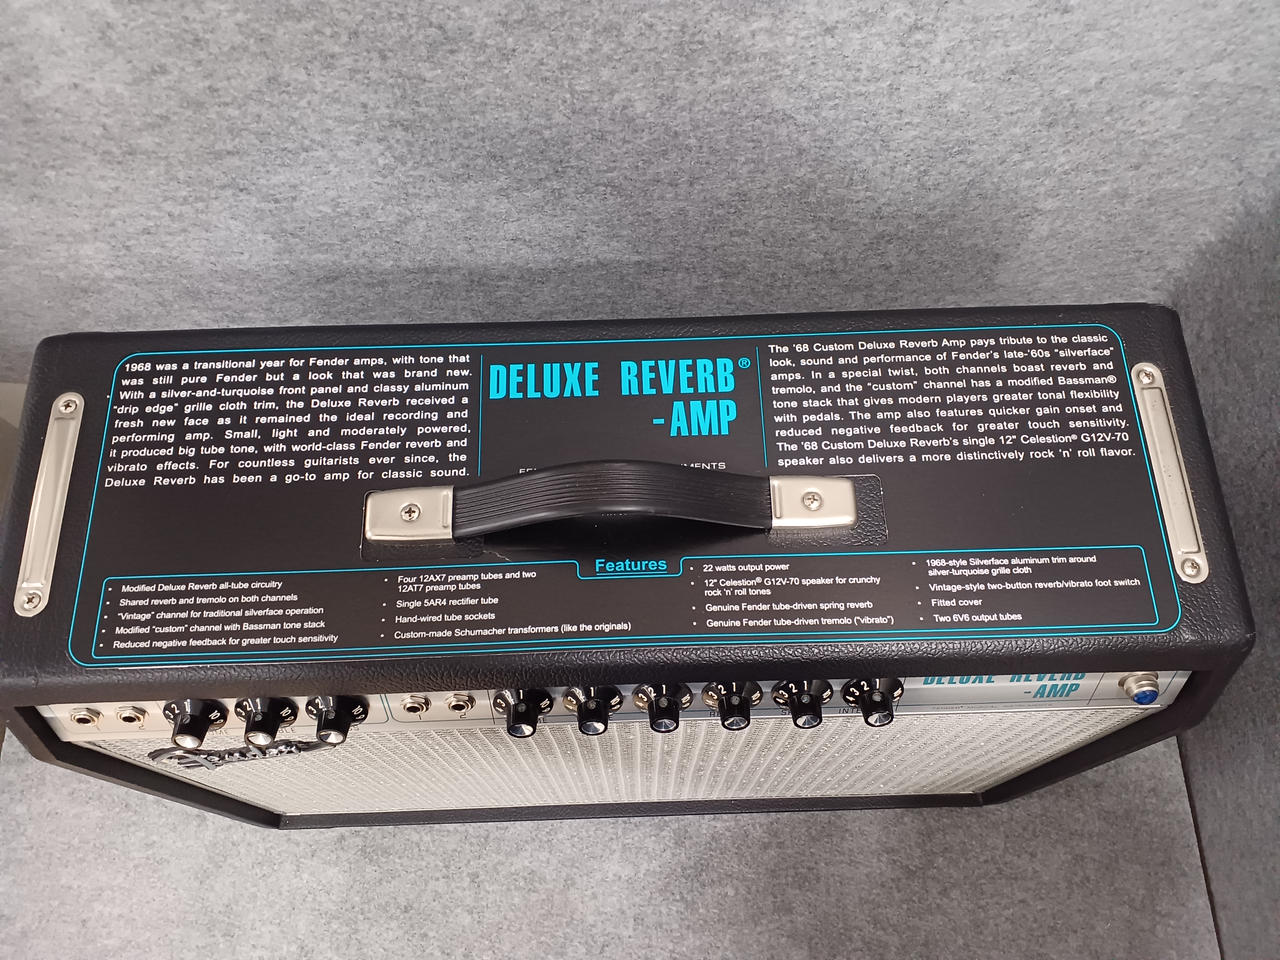 1968 was a transitional year for Fender amps, with tone that
was still pure Fender but a look that was brand new.
With a silver-and-turquoise front panel and classy aluminum
"drip edge" grille cloth trim, the Deluxe Reverb received a
fresh new face as it remained the ideal recording and
performing amp. Small, light and moderately powered,
it produced big tube tone, with world-class Fender reverb and
vibrato effects. For countless guitarists ever since, the
Deluxe Reverb has been a go-to amp for classic sound.
DELUXE REVERB®
-AMP
The '68 Custom Deluxe Reverb Amp pays tribute to the classic
look, sound and performance of Fender's late-'60s "silverface"
amps. In a special twist, both channels boast reverb and
tremolo, and the "custom" channel has a modified Bassman®
tone stack that gives modern players greater tonal flexibility
with pedals. The amp also features quicker gain onset and
reduced negative feedback for greater touch sensitivity.
The '68 Custom Deluxe Reverb's single 12" Celestion® G12V-70
speaker also delivers a more distinctively rock 'n' roll flavor.
Features
• Modified Deluxe Reverb all-tube circuitry
• Shared reverb and tremolo on both channels
• "Vintage" channel for traditional silverface operation
• Modified "custom" channel with Bassman tone stack
• Reduced negative feedback for greater touch sensitivity
• Four 12AX7 preamp tubes and two
12AT7 preamp tubes
• Single 5AR4 rectifier tube
• Hand-wired tube sockets
• Custom-made Schumacher transformers (like the originals)
• 22 watts output power
• 12" Celestion® G12V-70 speaker for crunchy
rock 'n' roll tones
• Genuine Fender tube-driven spring reverb
• Genuine Fender tube-driven tremolo ("vibrato")
• 1968-style Silverface aluminum trim around
silver-turquoise grille cloth
• Vintage-style two-button reverb/vibrato foot switch
• Fitted cover
• Two 6V6 output tubes
1 2
1 2
DELUXE REVERB
-AMP
Fender